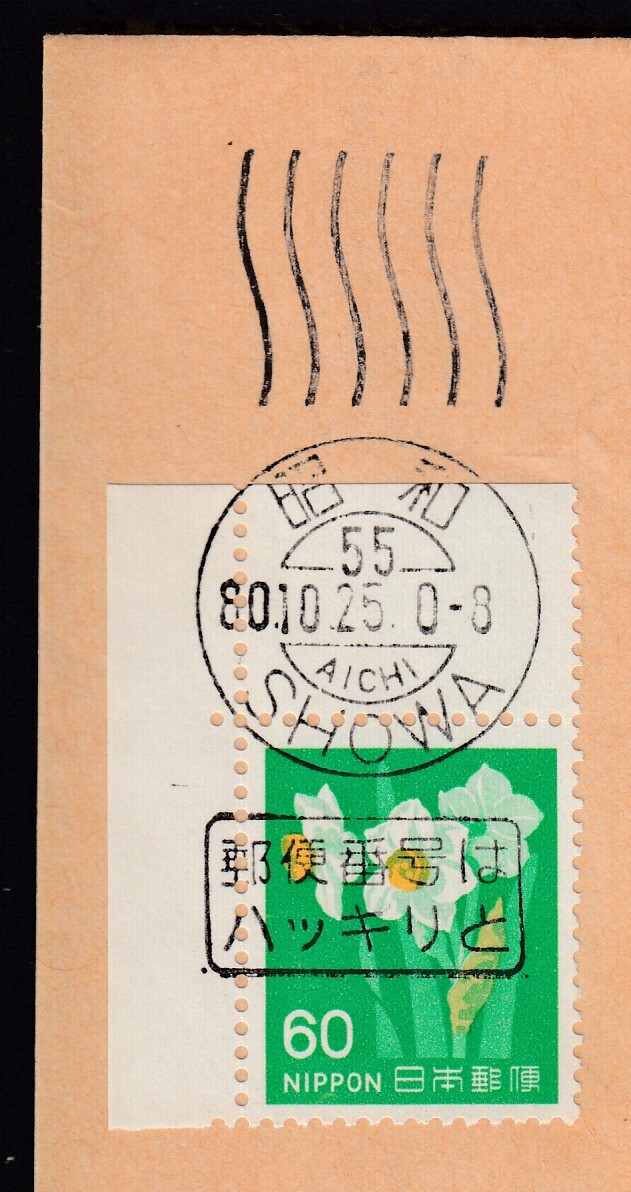 昭和
55
80.10.25. 0-8
AICHI
SHOWA
郵便番号は
ハッキリと
60
NIPPON 日本郵便